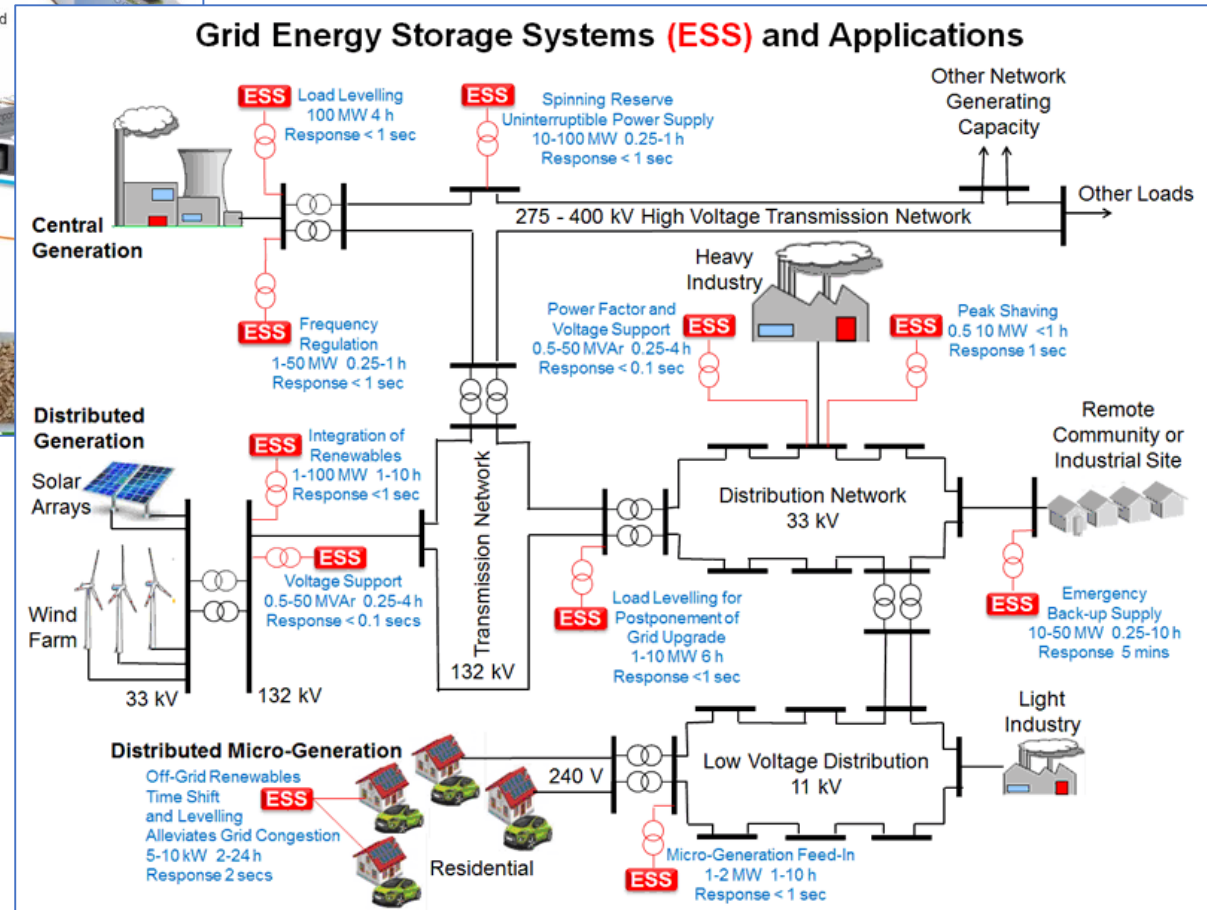 d
Grid Energy Storage Systems (ESS) and Applications
ESS
Load Levelling
100 MW 4 h
Response < 1 sec
ESS
Spinning Reserve
Uninterruptible Power Supply
10-100 MW 0.25-1 h
Response < 1 sec
Other Network
Generating
Capacity
Other Loads
275 - 400 kV High Voltage Transmission Network
Central
Generation
ESS
Frequency
Regulation
1-50 MW 0.25-1 h
Response < 1 sec
Heavy
Industry
Power Factor and
Voltage Support
0.5-50 MVAr 0.25-4 h
Response < 0.1 sec
ESS
ESS
Peak Shaving
0.5 10 MW <1 h
Response 1 sec
Distributed
Generation
Solar
Arrays
Wind
Farm
33 kV
132 kV
ESS
Integration of
Renewables
1-100 MW 1-10 h
Response <1 sec
ESS
Voltage Support
0.5-50 MVAr 0.25-4 h
Response < 0.1 secs
Transmission Network
132 kV
Distribution Network
33 kV
Remote
Community or
Industrial Site
ESS
Load Levelling for
Postponement of
Grid Upgrade
1-10 MW 6 h
Response <1 sec
ESS
Emergency
Back-up Supply
10-50 MW 0.25-10 h
Response 5 mins
Light
Industry
Distributed Micro-Generation
Off-Grid Renewables
Time Shift
and Levelling
Alleviates Grid Congestion
5-10 kW 2-24 h
Response 2 secs
ESS
Residential
240 V
Low Voltage Distribution
11 kV
ESS
Micro-Generation Feed-In
1-2 MW 1-10 h
Response < 1 sec